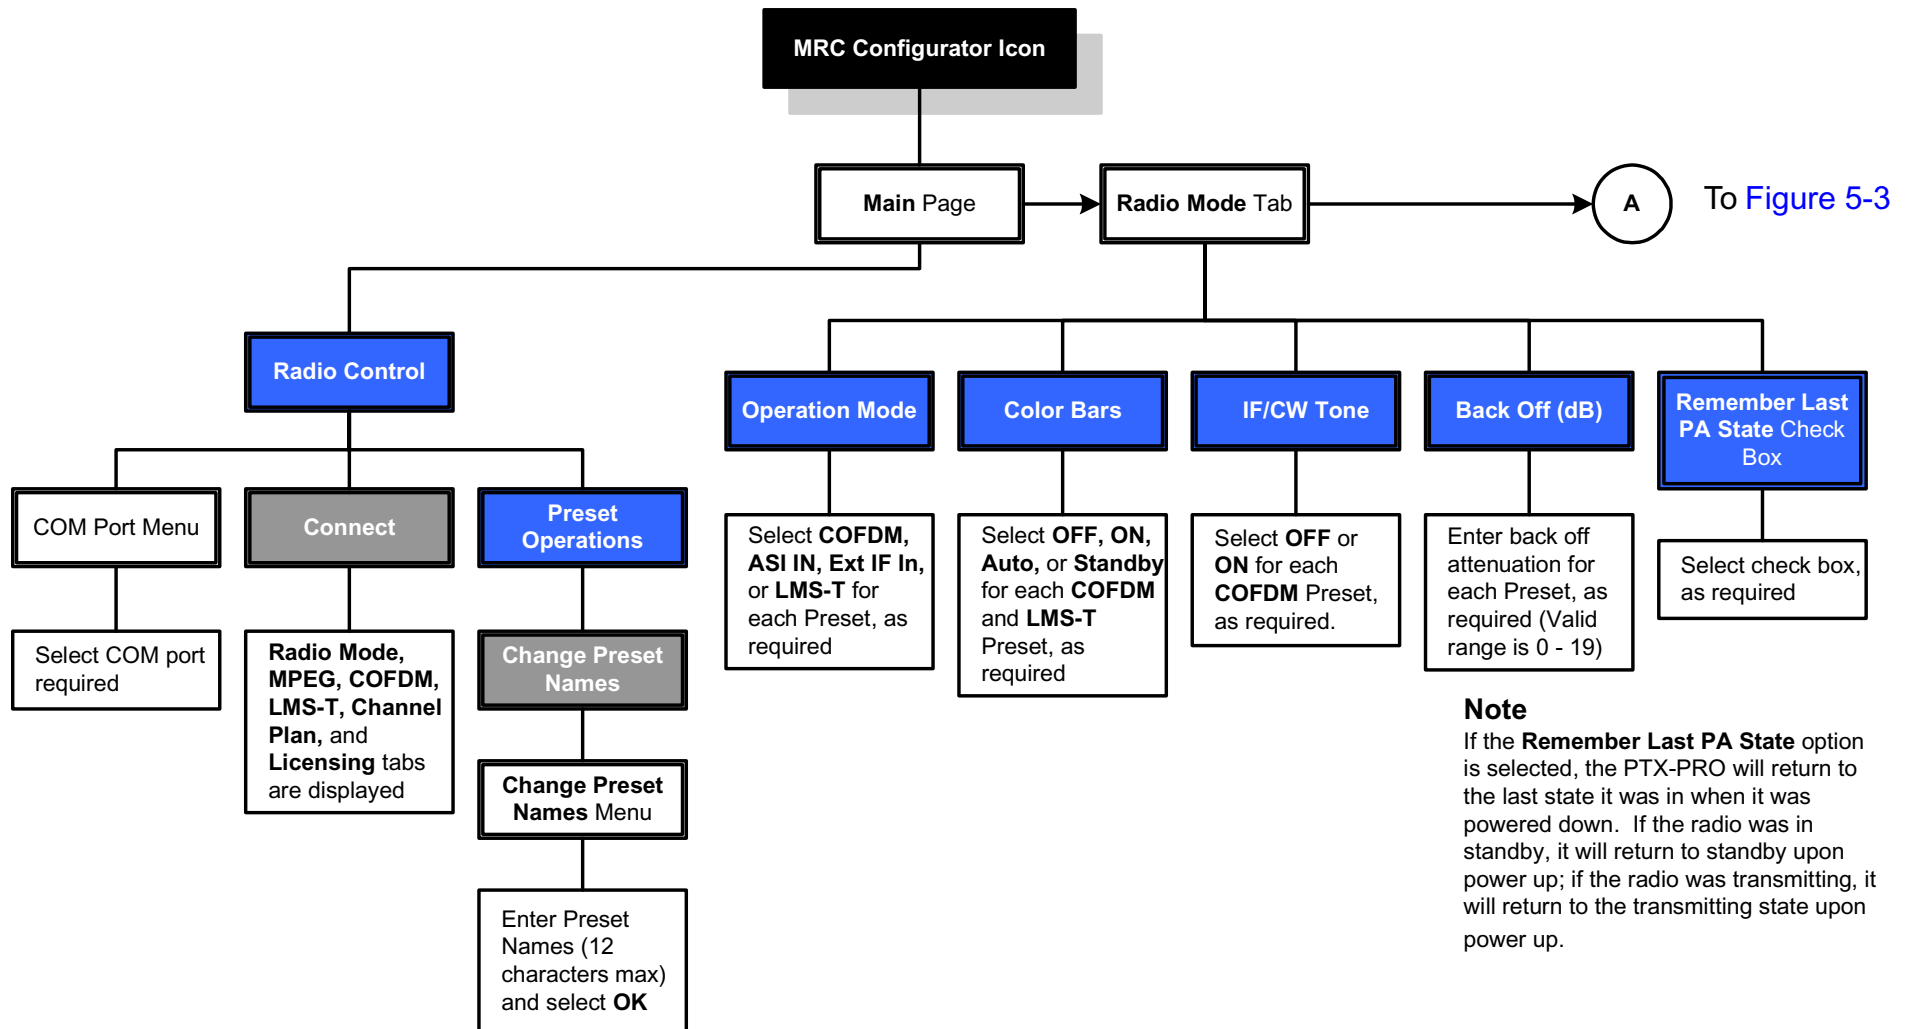 MRC Configurator Icon
Main Page
Radio Mode Tab
A
To Figure 5-3
Radio Control
Operation Mode
Color Bars
IF/CW Tone
Back Off (dB)
Remember Last
PA State Check
Box
COM Port Menu
Connect
Preset
Operations
Select COFDM,
ASI IN, Ext IF In,
or LMS-T for
each Preset, as
required
Select OFF, ON,
Auto, or Standby
for each COFDM
and LMS-T
Preset, as
required
Select OFF or
ON for each
COFDM Preset,
as required.
Enter back off
attenuation for
each Preset, as
required (Valid
range is 0 - 19)
Select check box,
as required
Select COM port
required
Radio Mode,
MPEG, COFDM,
LMS-T, Channel
Plan, and
Licensing tabs
are displayed
Change Preset
Names
Change Preset
Names Menu
Enter Preset
Names (12
characters max)
and select OK
Note
If the Remember Last PA State option
is selected, the PTX-PRO will return to
the last state it was in when it was
powered down.  If the radio was in
standby, it will return to standby upon
power up; if the radio was transmitting, it
will return to the transmitting state upon
power up.